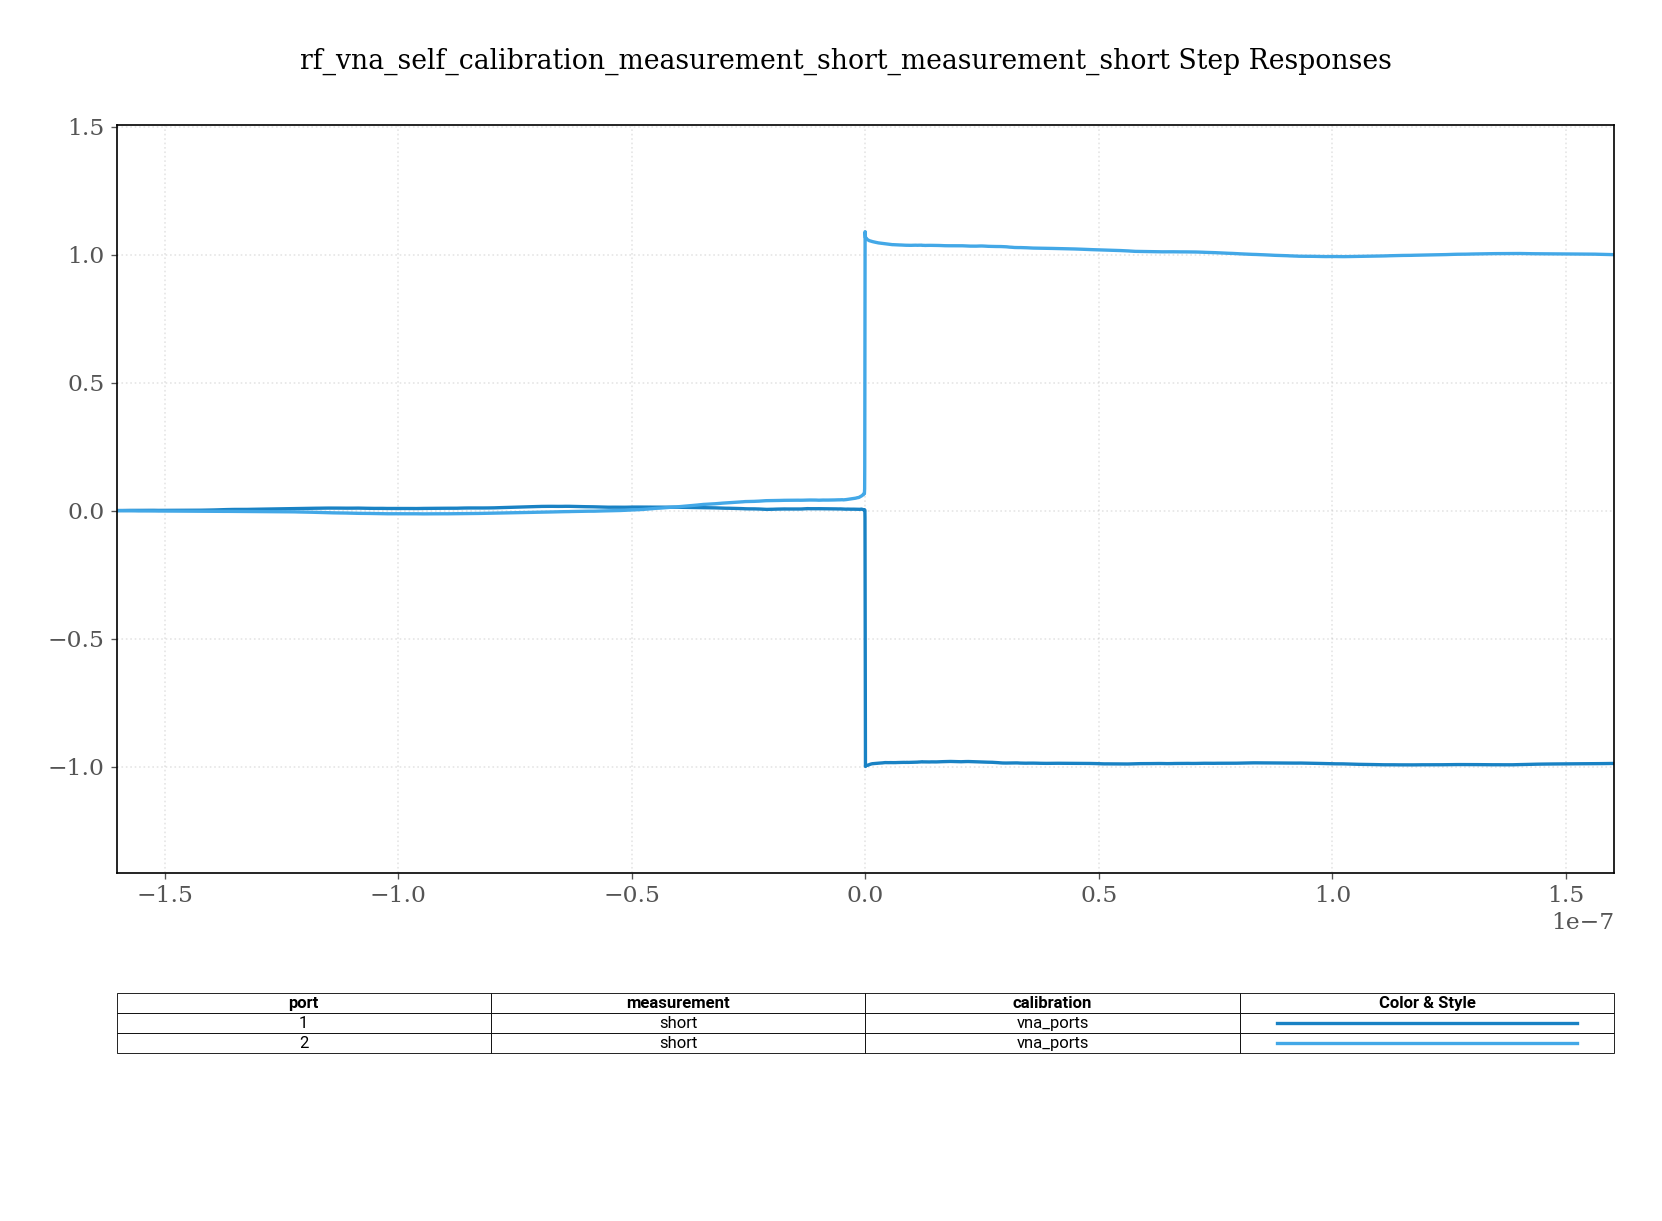 rf_vna_self_calibration_measurement_short_measurement_short Step Responses
1.5
1.0
0.5
0.0
−0.5
−1.0
−1.5 −1.0 −0.5 0.0 0.5 1.0 1.5
1e−7
port measurement calibration Color & Style
1 short vna_ports
2 short vna_ports